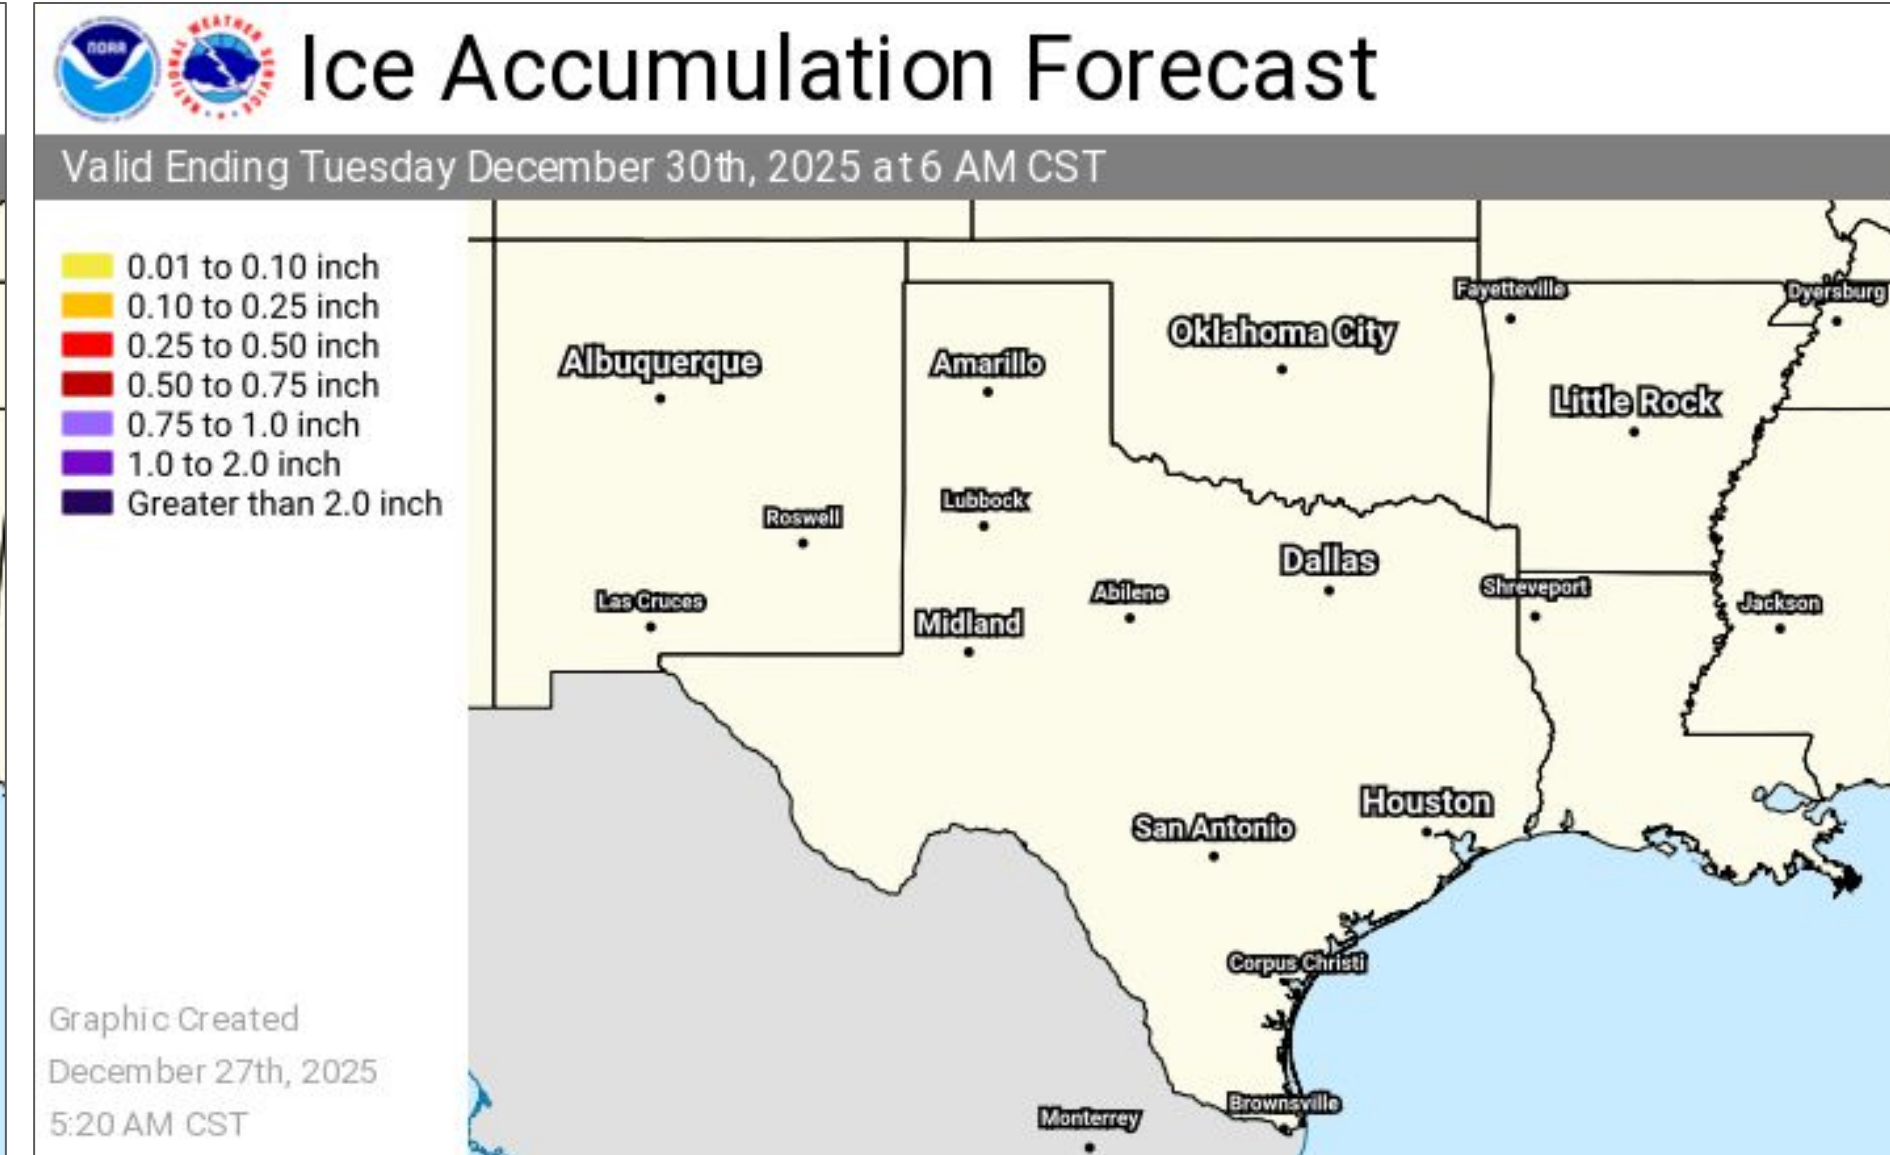 NOAA
NATIONAL WEATHER SERVICE
Ice Accumulation Forecast
Valid Ending Tuesday December 30th, 2025 at 6 AM CST
0.01 to 0.10 inch
0.10 to 0.25 inch
0.25 to 0.50 inch
0.50 to 0.75 inch
0.75 to 1.0 inch
1.0 to 2.0 inch
Greater than 2.0 inch
Fayetteville
Dyersburg
Oklahoma City
Albuquerque
Amarillo
Little Rock
Lubbock
Roswell
Dallas
Shreveport
Abilene
Las Cruces
Jackson
Midland
Houston
San Antonio
Corpus Christi
Brownsville
Monterrey
Graphic Created
December 27th, 2025
5:20 AM CST